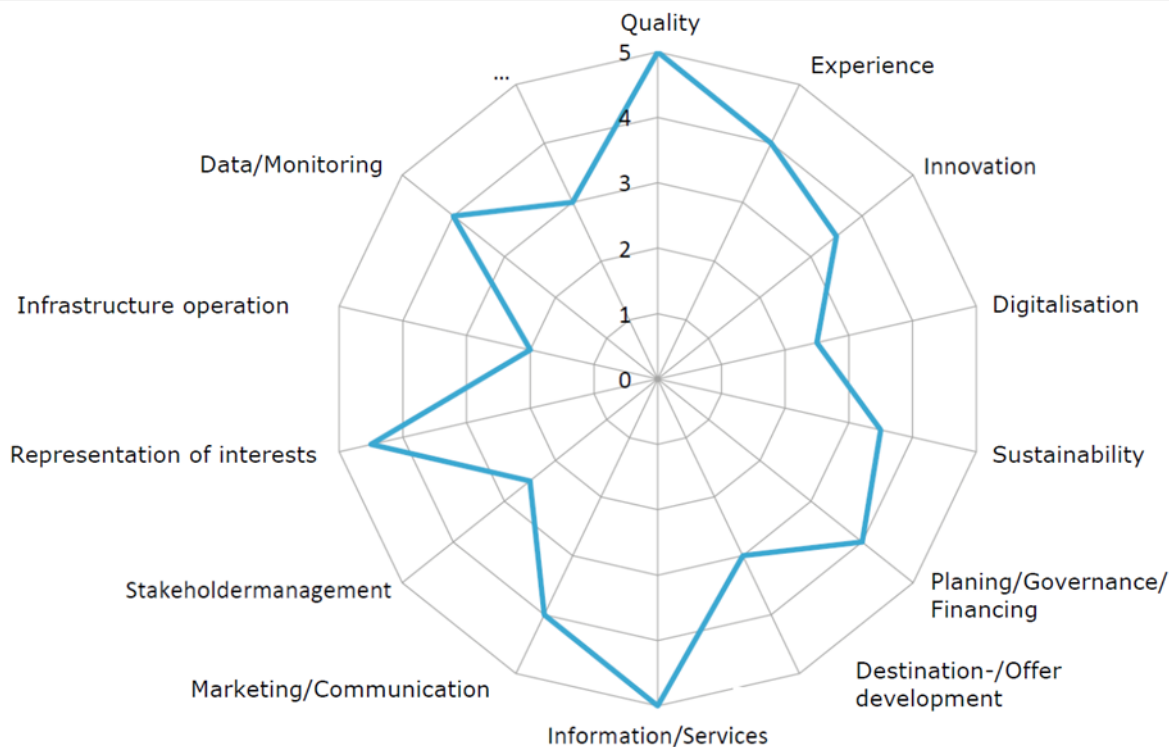 Quality
5
...
Experience
4
Data/Monitoring
Innovation
3
2
Infrastructure operation
Digitalisation
1
0
Representation of interests
Sustainability
Stakeholdermanagement
Planing/Governance/
Financing
Destination-/Offer
development
Marketing/Communication
Information/Services